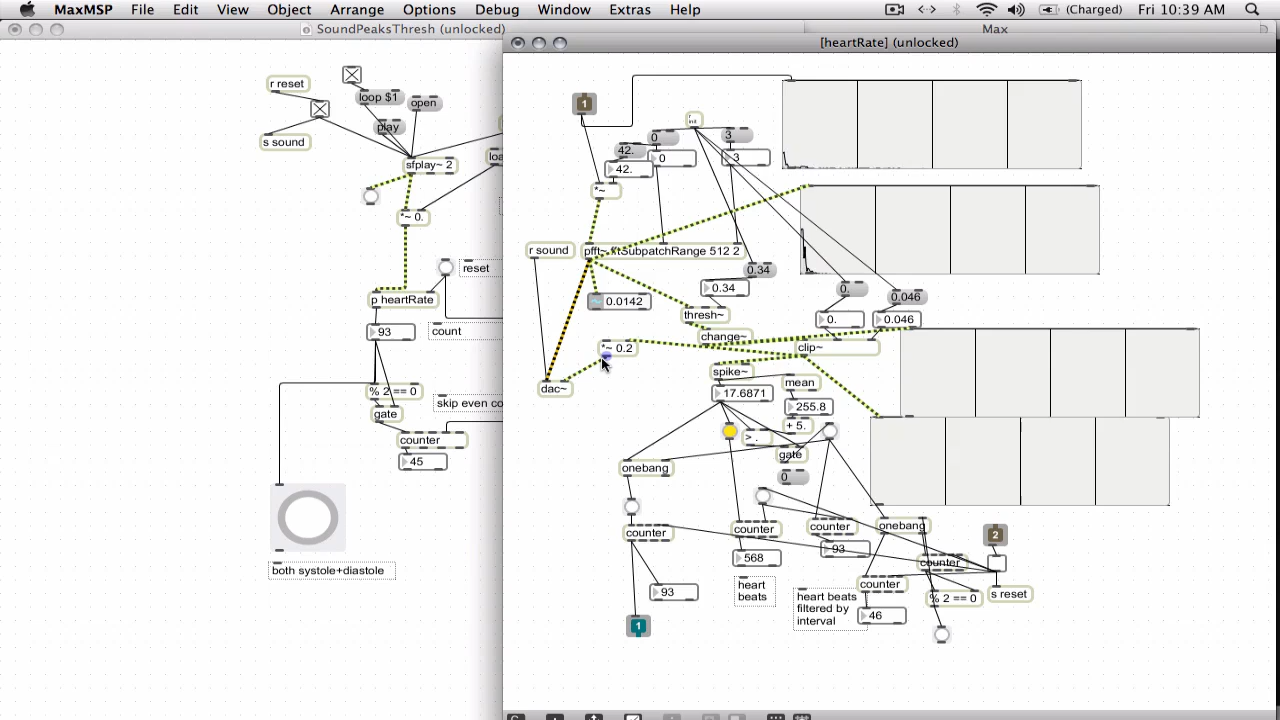 MaxMSP File Edit View Object Arrange Options Debug Window Extras Help (Charged) Fri 10:39 AM
SoundPeaksThresh (unlocked)
Max
[heartRate] (unlocked)
r reset
loop $1
open
play
s sound
sfplay~ 2
*~ 0.
reset
p heartRate
93
count
% 2 == 0
gate
counter
45
both systole+diastole
1
r
init
0
3
42.
0
3
42.
*~
r sound
pfft~ fftSubpatchRange 512 2
0.34
0.34
0.
0.046
0.0142
thresh~
0.
0.046
change~
*~ 0.2
clip~
spike~
mean
dac~
17.6871
255.8
+ 5.
> .
gate
onebang
0
counter
counter
counter
onebang
2
568
93
counter
heart
beats
counter
93
heart beats
filtered by
interval
% 2 == 0
s reset
46
1